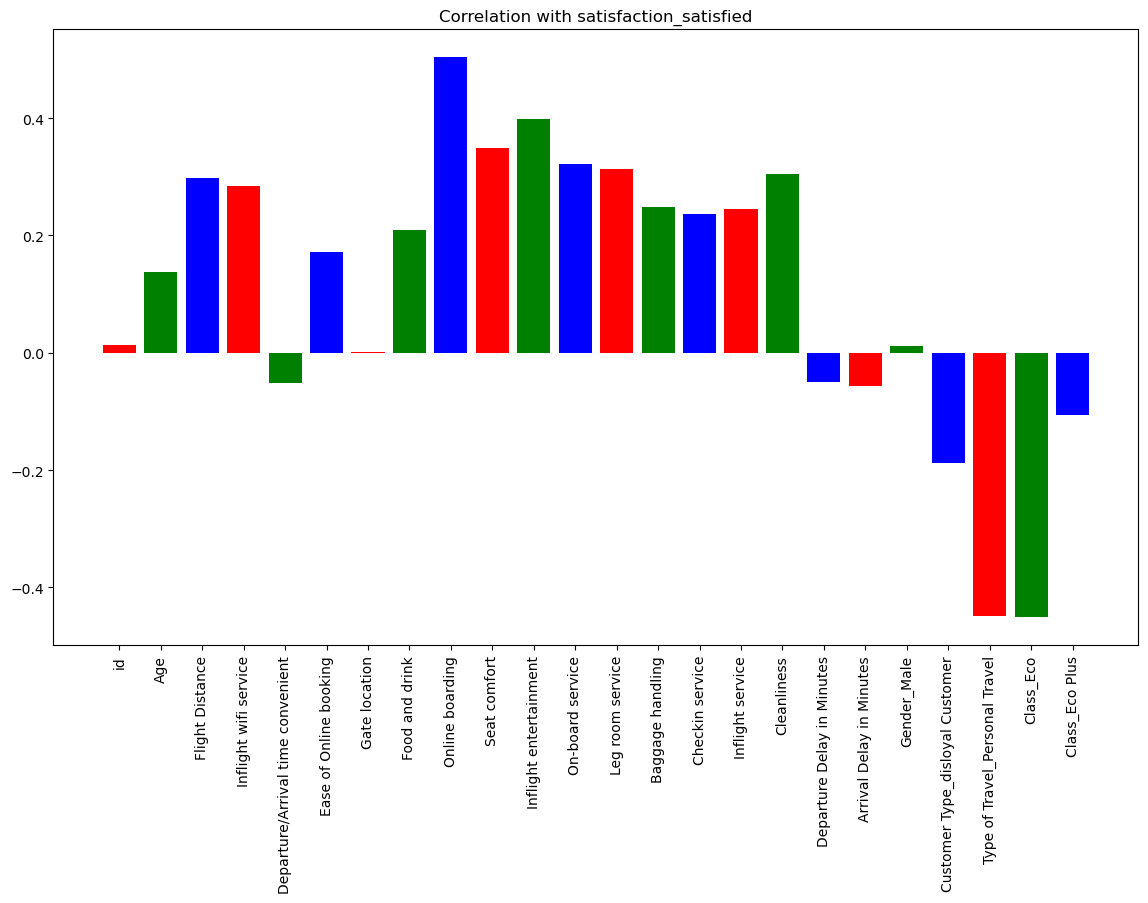 Correlation with satisfaction_satisfied
0.4
0.2
0.0
−0.2
−0.4
id
Age
Flight Distance
Inflight wifi service
Departure/Arrival time convenient
Ease of Online booking
Gate location
Food and drink
Online boarding
Seat comfort
Inflight entertainment
On-board service
Leg room service
Baggage handling
Checkin service
Inflight service
Cleanliness
Departure Delay in Minutes
Arrival Delay in Minutes
Gender_Male
Customer Type_disloyal Customer
Type of Travel_Personal Travel
Class_Eco
Class_Eco Plus